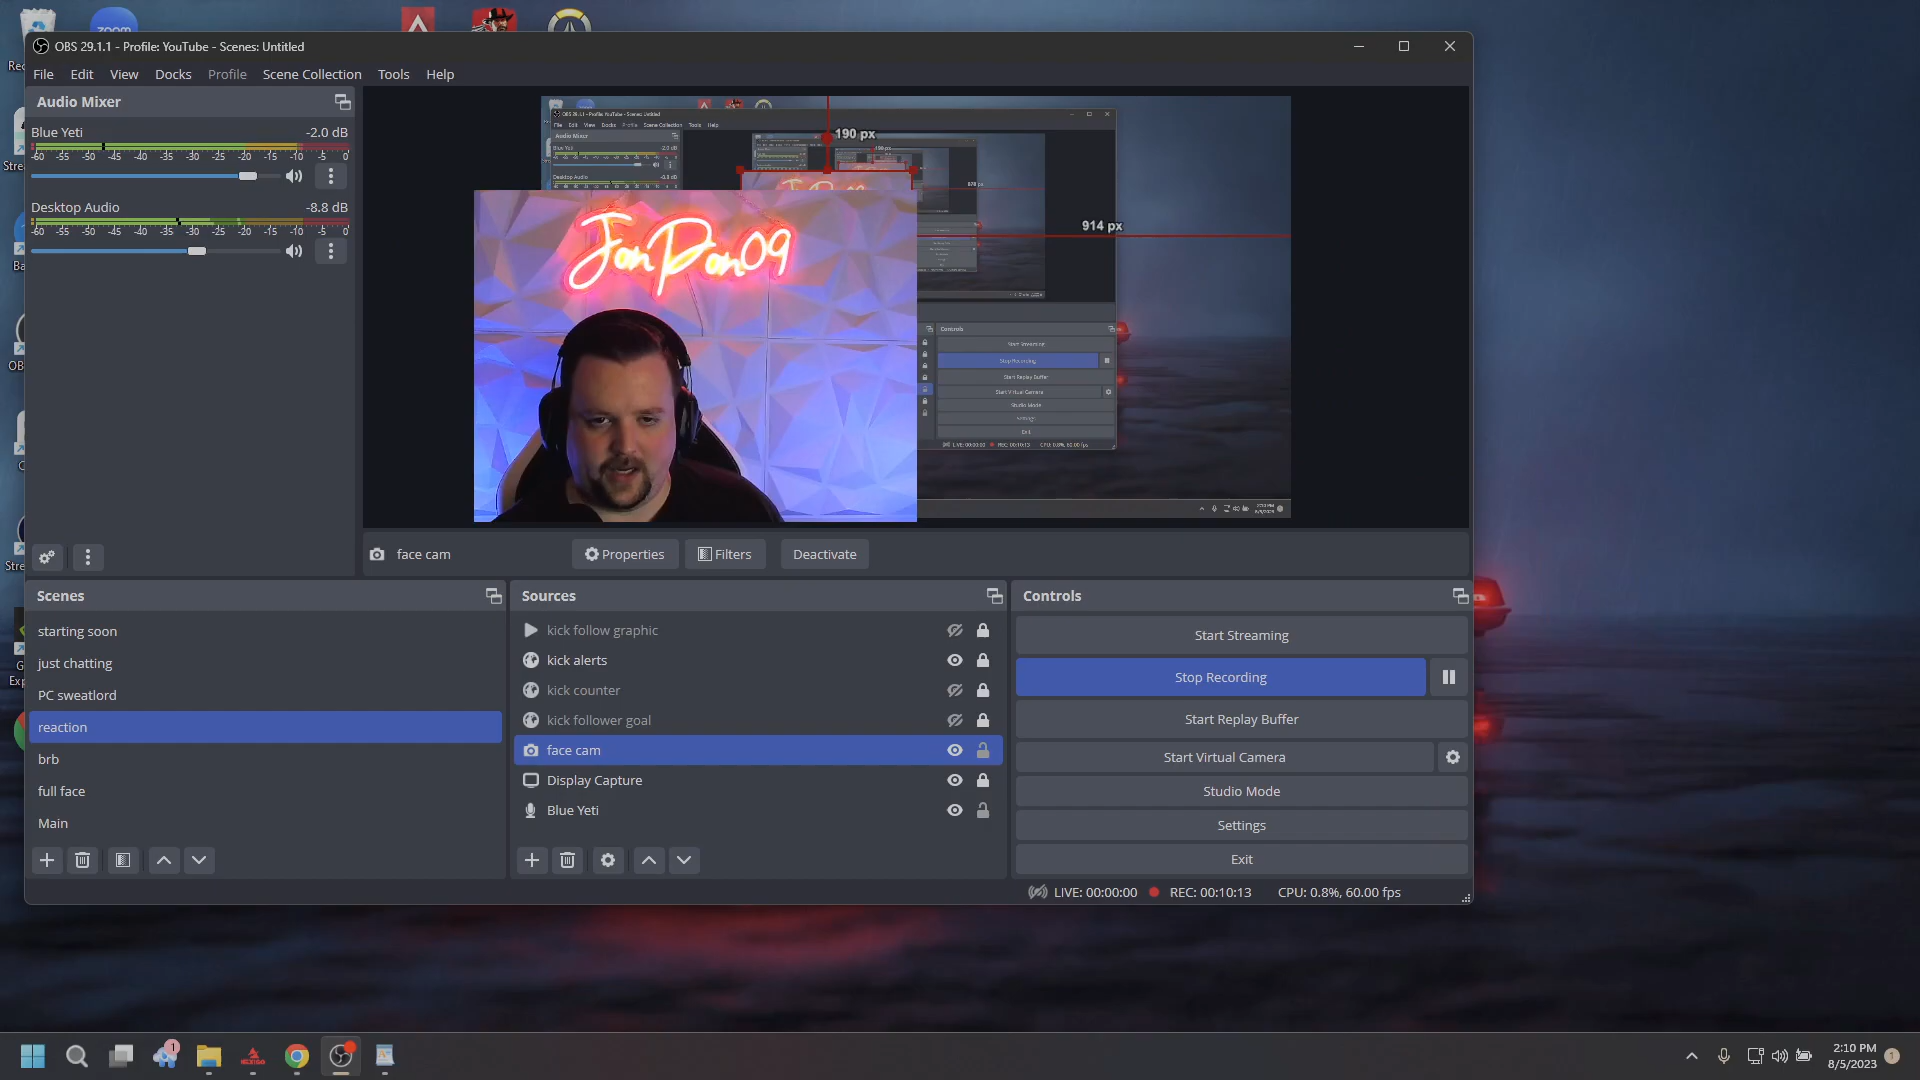 zoom
OBS 29.1.1 - Profile: YouTube - Scenes: Untitled
File Edit View Docks Profile Scene Collection Tools Help
Audio Mixer
Blue Yeti -2.0 dB
-60 -55 -50 -45 -40 -35 -30 -25 -20 -15 -10 -5 0
Desktop Audio -8.8 dB
-60 -55 -50 -45 -40 -35 -30 -25 -20 -15 -10 -5 0
190 px
914 px
JonDon09
face cam Properties Filters Deactivate
Scenes
starting soon
just chatting
PC sweatlord
reaction
brb
full face
Main
Sources
kick follow graphic
kick alerts
kick counter
kick follower goal
face cam
Display Capture
Blue Yeti
Controls
Start Streaming
Stop Recording
Start Replay Buffer
Start Virtual Camera
Studio Mode
Settings
Exit
LIVE: 00:00:00 REC: 00:10:13 CPU: 0.8%, 60.00 fps
1
2:10 PM
8/5/2023
1